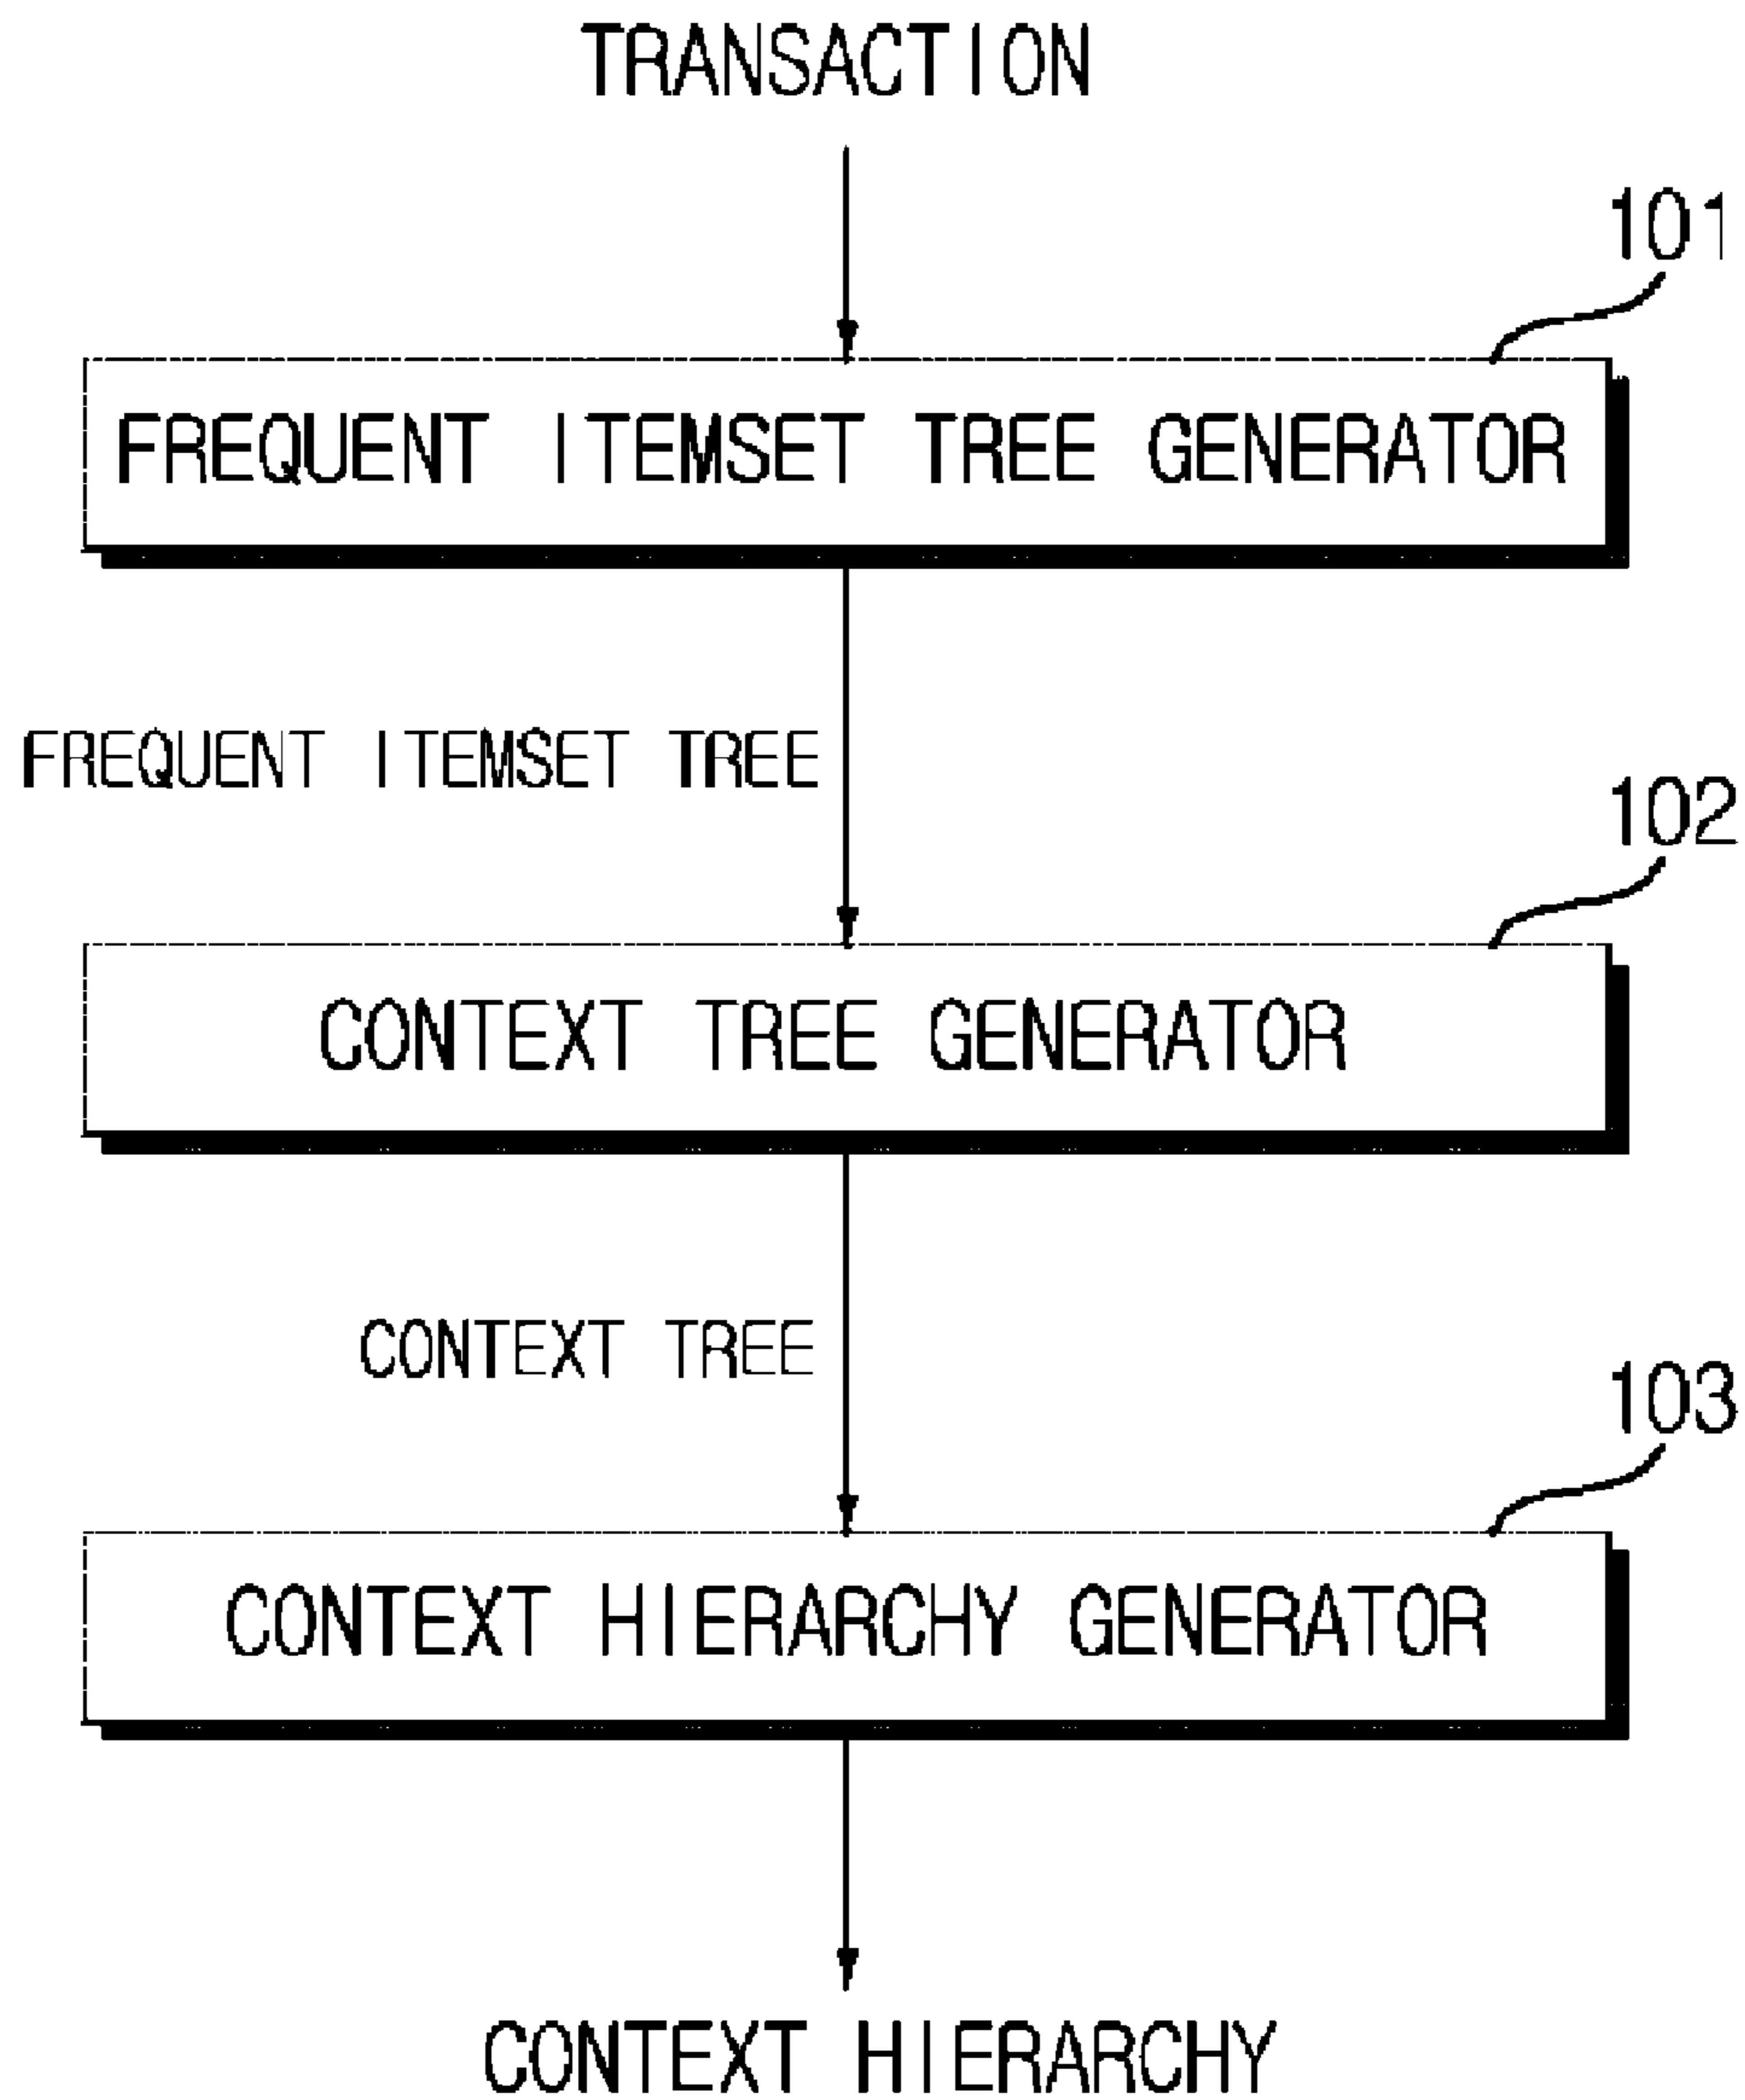 TRANSACTION
101
FREQUENT ITEMSET TREE GENERATOR
FREQUENT ITEMSET TREE
102
CONTEXT TREE GENERATOR
CONTEXT TREE
103
CONTEXT HIERARCHY GENERATOR
CONTEXT HIERARCHY